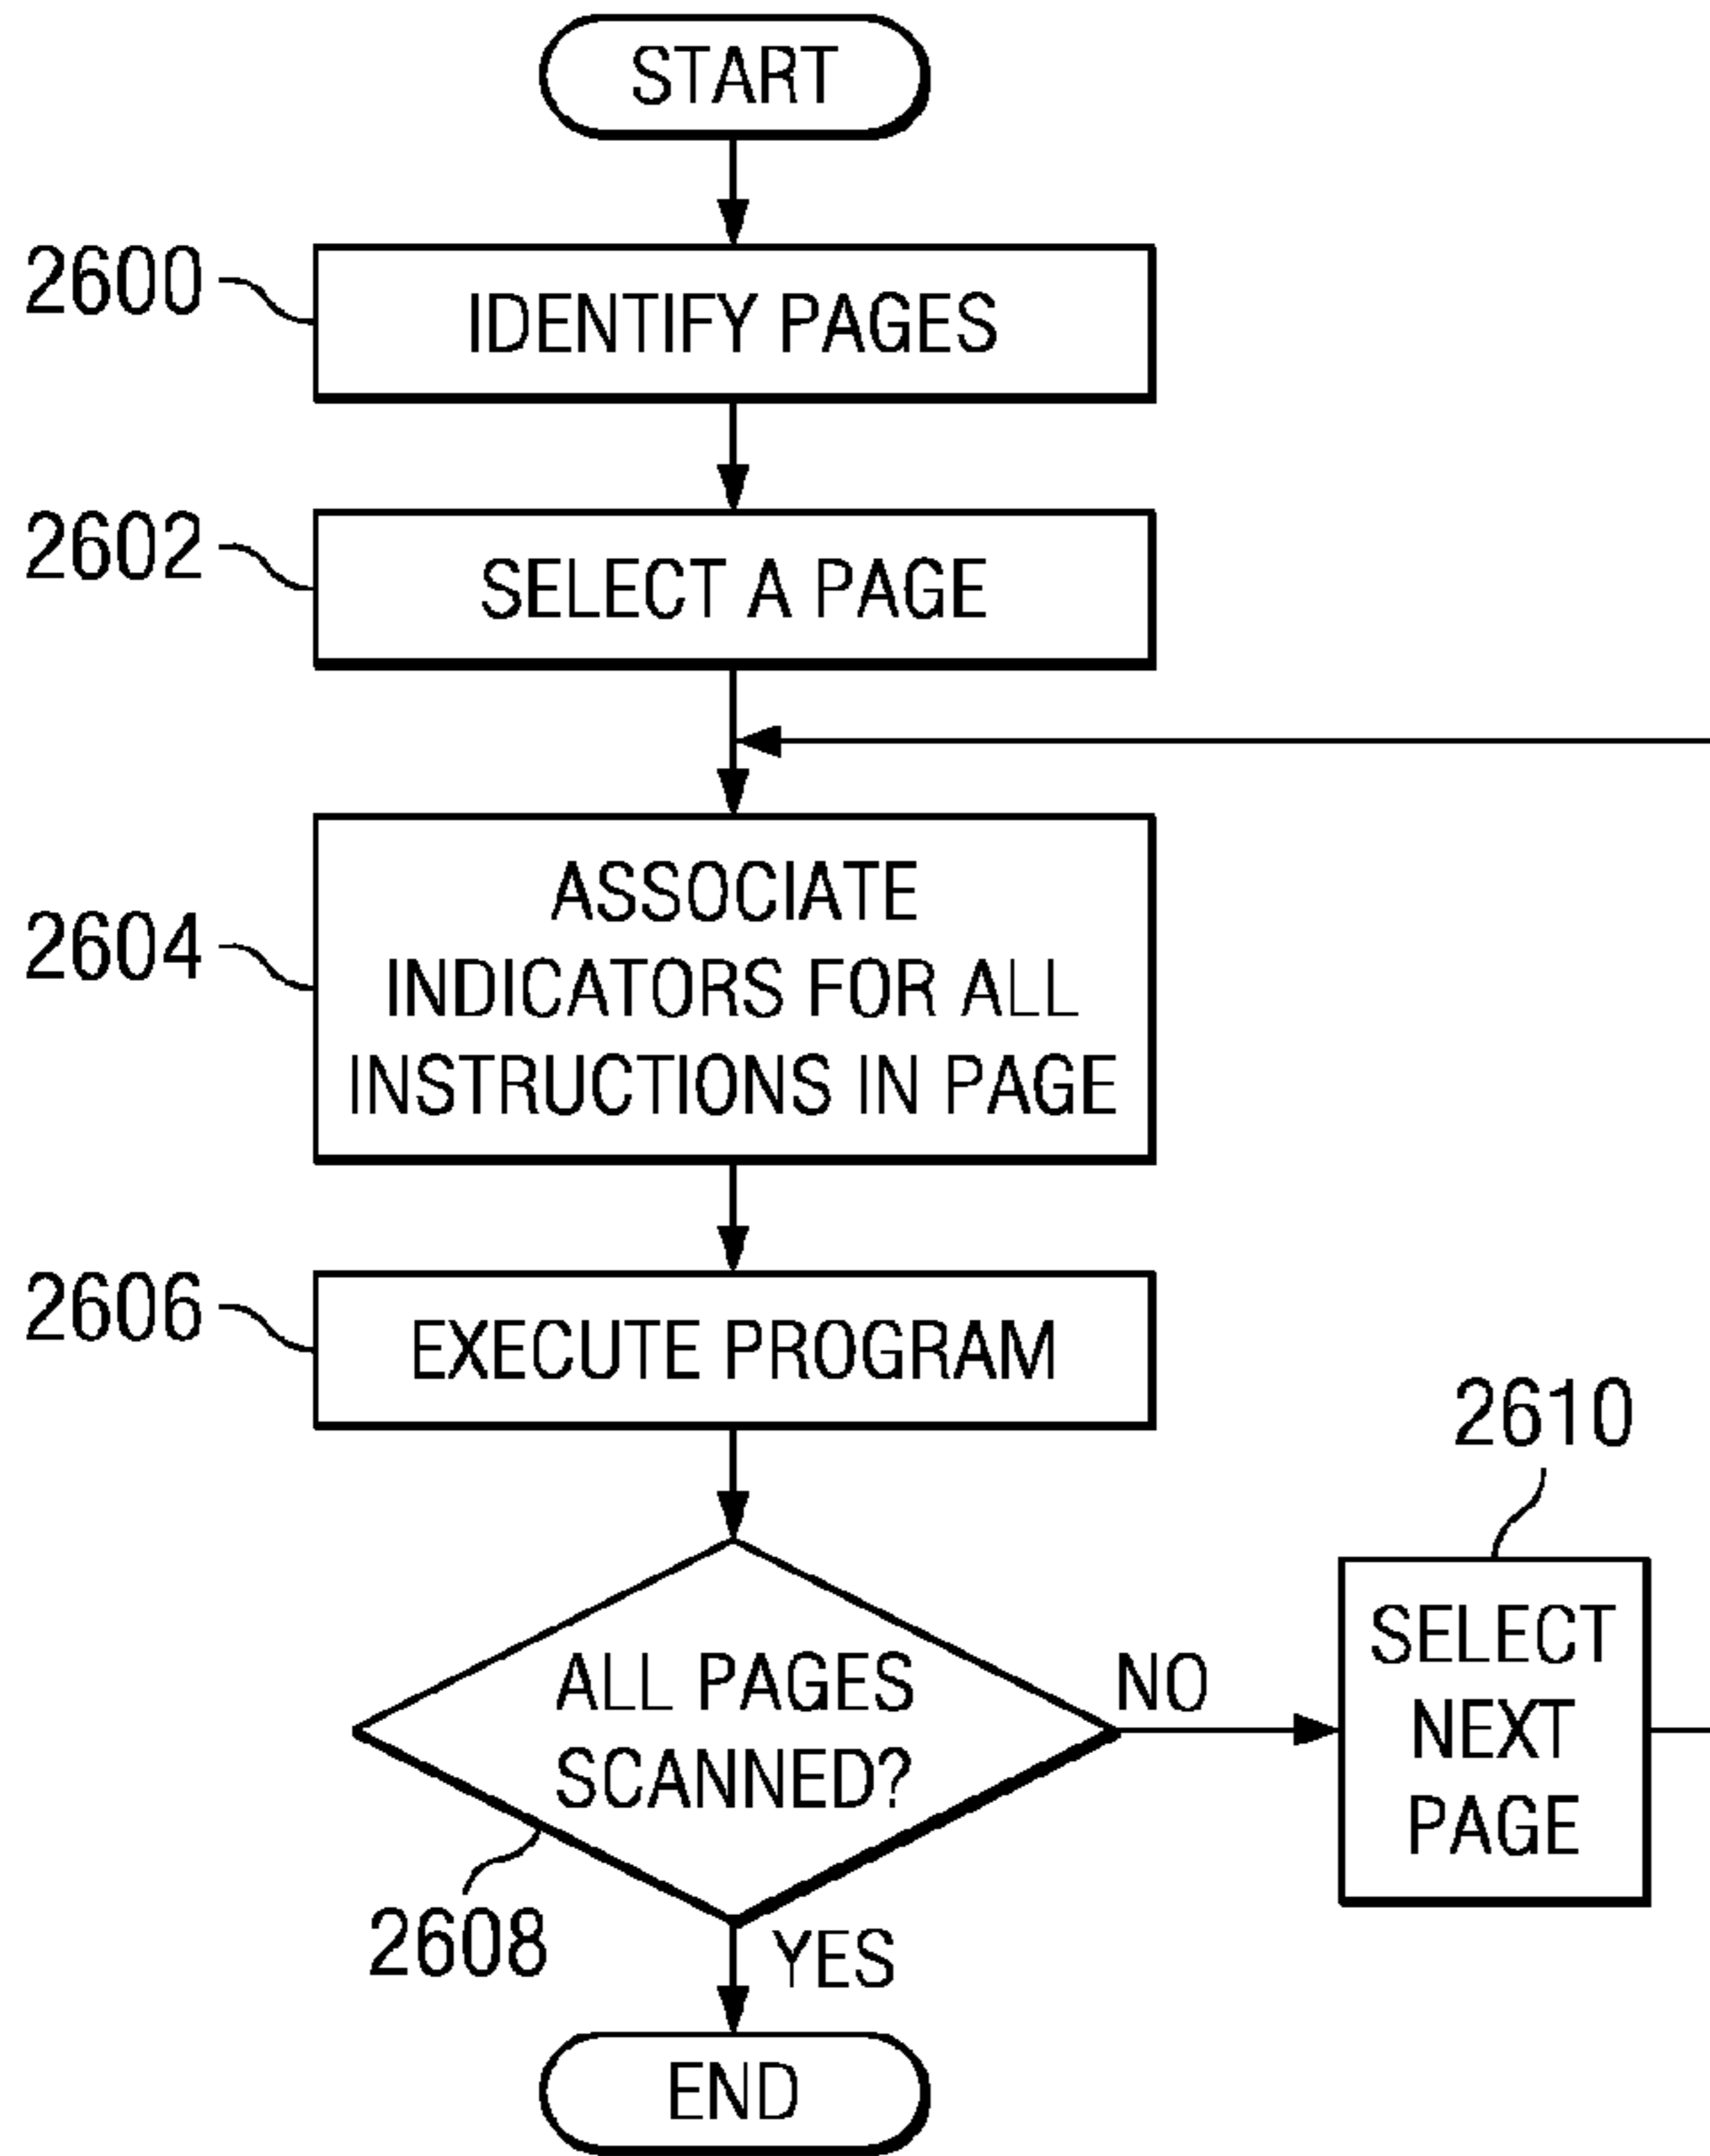 START
2600
IDENTIFY PAGES
2602
SELECT A PAGE
2604
ASSOCIATE
INDICATORS FOR ALL
INSTRUCTIONS IN PAGE
2606
EXECUTE PROGRAM
2608
ALL PAGES
SCANNED?
NO
2610
SELECT
NEXT
PAGE
YES
END